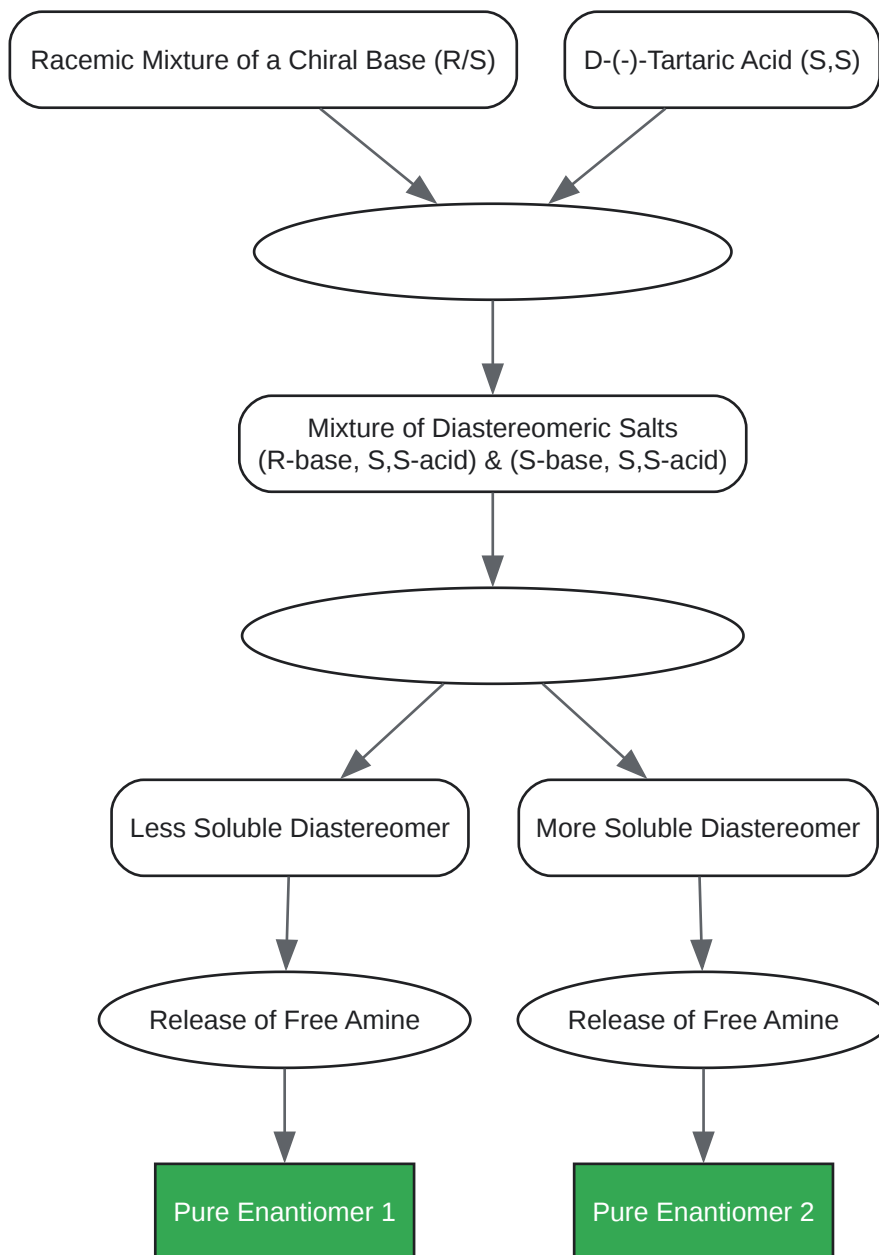 Racemic Mixture of a Chiral Base (R/S)
D-(-)-Tartaric Acid (S,S)
Mixture of Diastereomeric Salts
(R-base, S,S-acid) & (S-base, S,S-acid)
Less Soluble Diastereomer
More Soluble Diastereomer
Release of Free Amine
Release of Free Amine
Pure Enantiomer 1
Pure Enantiomer 2